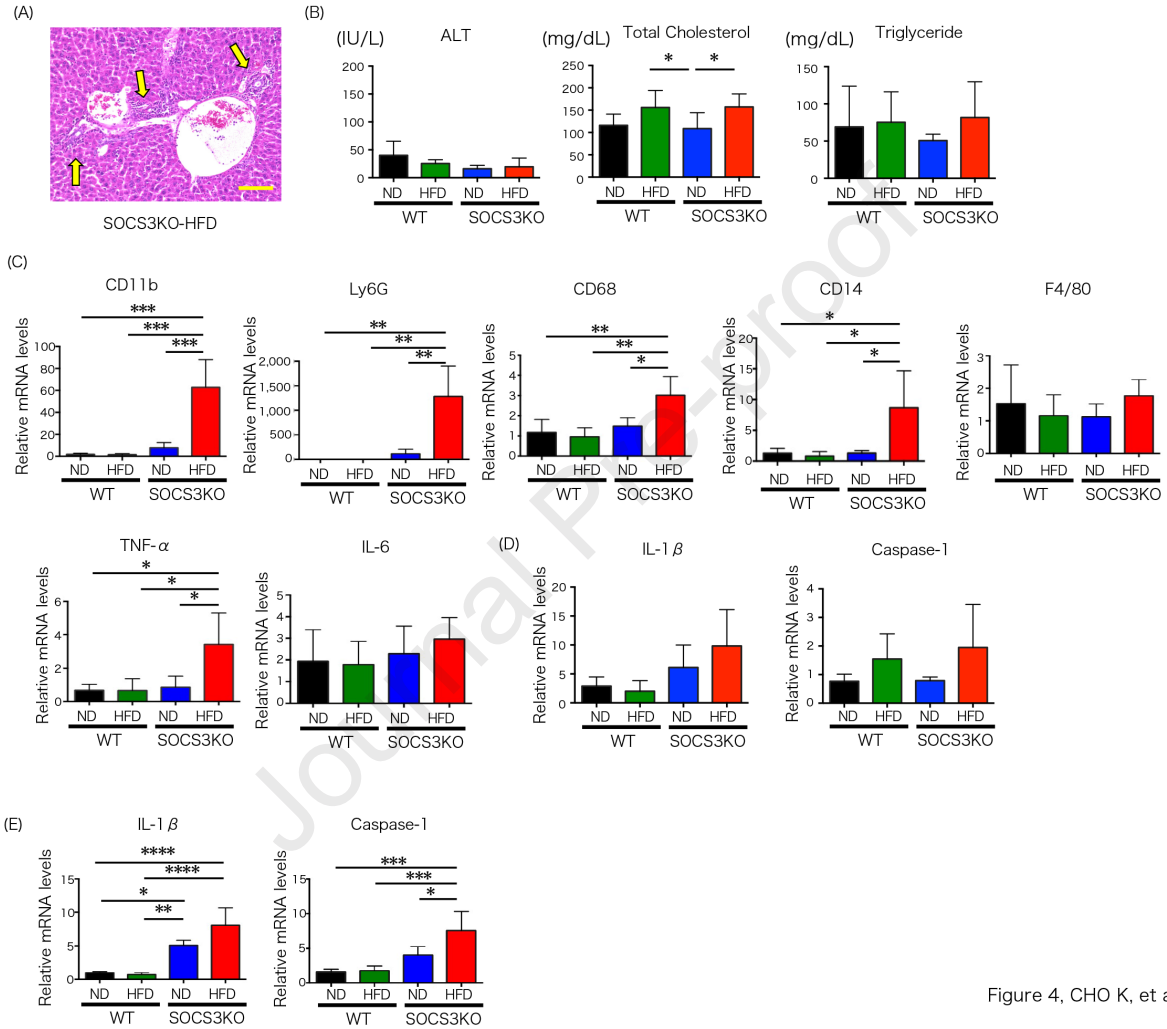 (A)
SOCS3KO-HFD
(B)
(IU/L) ALT
250
200
150
100
50
0
ND HFD ND HFD
WT SOCS3KO
(mg/dL) Total Cholesterol
* *
250
200
150
100
50
0
ND HFD ND HFD
WT SOCS3KO
(mg/dL) Triglyceride
200
150
100
50
0
ND HFD ND HFD
WT SOCS3KO
(C)
CD11b
Relative mRNA levels
***
***
***
100
80
60
40
20
0
ND HFD ND HFD
WT SOCS3KO
Ly6G
Relative mRNA levels
**
**
**
2,000
1,500
1,000
500
0
ND HFD ND HFD
WT SOCS3KO
CD68
Relative mRNA levels
**
**
*
5
4
3
2
1
0
ND HFD ND HFD
WT SOCS3KO
CD14
Relative mRNA levels
*
*
*
20
15
10
5
0
ND HFD ND HFD
WT SOCS3KO
F4/80
Relative mRNA levels
3
2
1
0
ND HFD ND HFD
WT SOCS3KO
TNF-α
Relative mRNA levels
*
*
*
6
4
2
0
ND HFD ND HFD
WT SOCS3KO
IL-6
Relative mRNA levels
5
4
3
2
1
0
ND HFD ND HFD
WT SOCS3KO
(D)
IL-1β
Relative mRNA levels
20
15
10
5
0
ND HFD ND HFD
WT SOCS3KO
Caspase-1
Relative mRNA levels
4
3
2
1
0
ND HFD ND HFD
WT SOCS3KO
(E)
IL-1β
Relative mRNA levels
****
****
*
**
15
10
5
0
ND HFD ND HFD
WT SOCS3KO
Caspase-1
Relative mRNA levels
***
***
*
15
10
5
0
ND HFD ND HFD
WT SOCS3KO
Journal Pre-proof
Figure 4, CHO K, et a